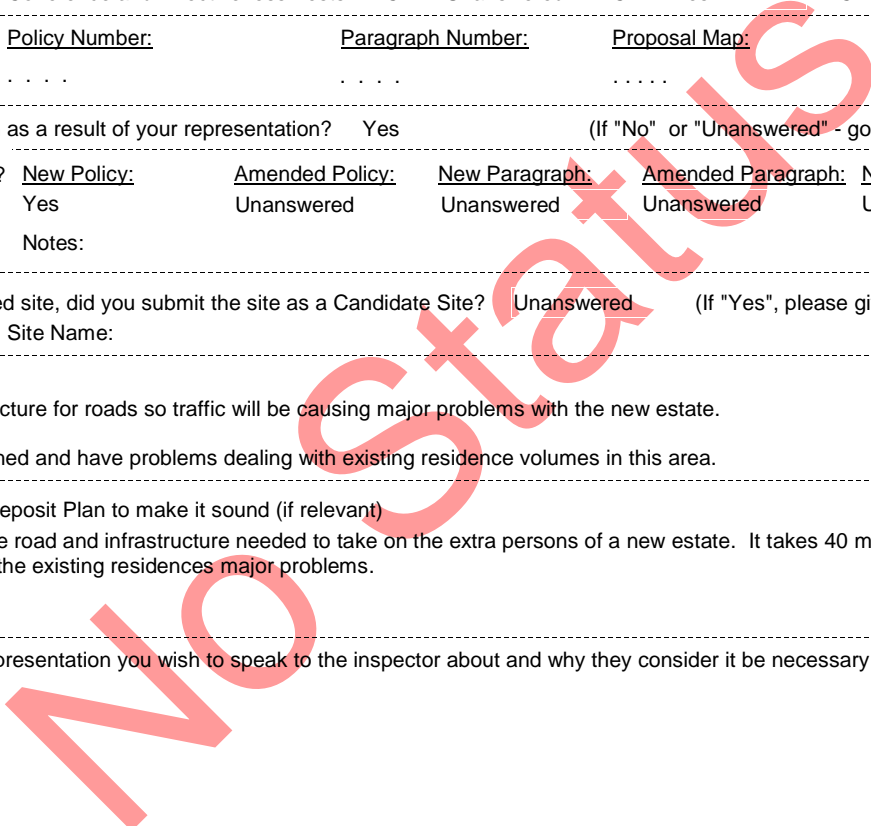 Policy Number: Paragraph Number: Proposal Map:
. . . . . . . . . . . . .
as a result of your representation? Yes (If "No" or "Unanswered" - go
? New Policy: Amended Policy: New Paragraph: Amended Paragraph: N
Yes Unanswered Unanswered Unanswered U
Notes:
ed site, did you submit the site as a Candidate Site? Unanswered (If "Yes", please gi
Site Name:
cture for roads so traffic will be causing major problems with the new estate.
ned and have problems dealing with existing residence volumes in this area.
eposit Plan to make it sound (if relevant)
e road and infrastructure needed to take on the extra persons of a new estate. It takes 40 m
the existing residences major problems.
presentation you wish to speak to the inspector about and why they consider it be necessary
No Status